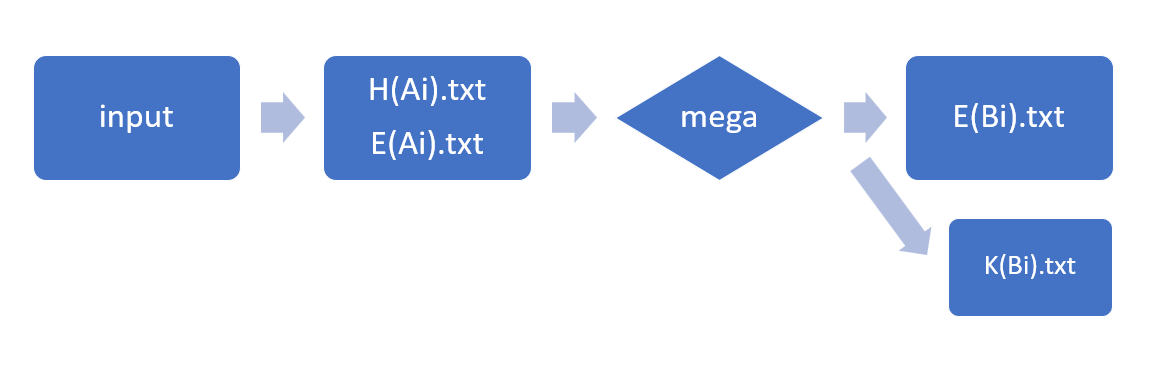 input
H(Ai).txt
E(Ai).txt
mega
E(Bi).txt
K(Bi).txt